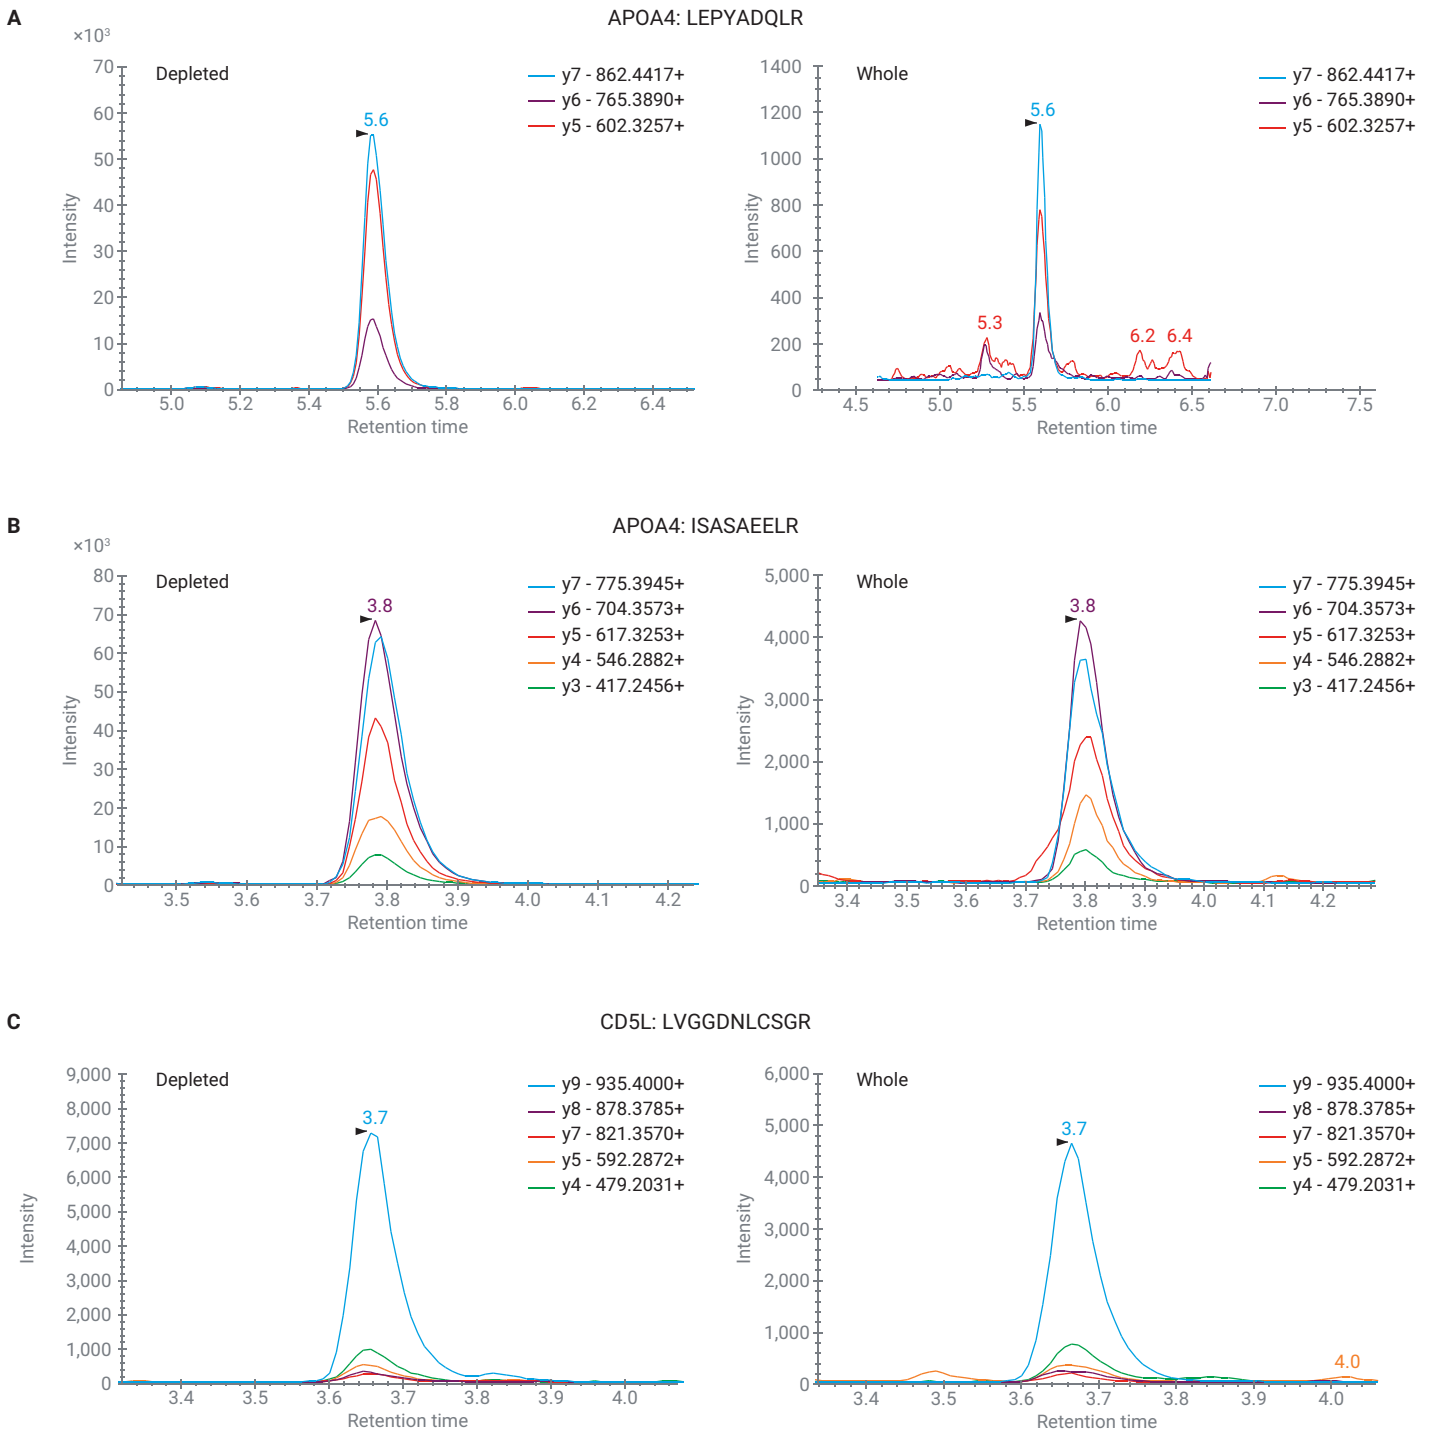 A
APOA4: LEPYADQLR
×10³
Depleted
y7 - 862.4417+
y6 - 765.3890+
y5 - 602.3257+
5.6
70
60
50
40
30
20
10
0
Intensity
5.0 5.2 5.4 5.6 5.8 6.0 6.2 6.4
Retention time
Whole
y7 - 862.4417+
y6 - 765.3890+
y5 - 602.3257+
5.6
5.3
6.2
6.4
1400
1200
1000
800
600
400
200
0
Intensity
4.5 5.0 5.5 6.0 6.5 7.0 7.5
Retention time
B
APOA4: ISASAEELR
×10³
Depleted
y7 - 775.3945+
y6 - 704.3573+
y5 - 617.3253+
y4 - 546.2882+
y3 - 417.2456+
3.8
80
70
60
50
40
30
20
10
0
Intensity
3.5 3.6 3.7 3.8 3.9 4.0 4.1 4.2
Retention time
Whole
y7 - 775.3945+
y6 - 704.3573+
y5 - 617.3253+
y4 - 546.2882+
y3 - 417.2456+
3.8
5,000
4,000
3,000
2,000
1,000
0
Intensity
3.4 3.5 3.6 3.7 3.8 3.9 4.0 4.1 4.2
Retention time
C
CD5L: LVGGDNLCSGR
Depleted
y9 - 935.4000+
y8 - 878.3785+
y7 - 821.3570+
y5 - 592.2872+
y4 - 479.2031+
3.7
9,000
8,000
7,000
6,000
5,000
4,000
3,000
2,000
1,000
0
Intensity
3.4 3.5 3.6 3.7 3.8 3.9 4.0
Retention time
Whole
y9 - 935.4000+
y8 - 878.3785+
y7 - 821.3570+
y5 - 592.2872+
y4 - 479.2031+
3.7
4.0
6,000
5,000
4,000
3,000
2,000
1,000
0
Intensity
3.4 3.5 3.6 3.7 3.8 3.9 4.0
Retention time